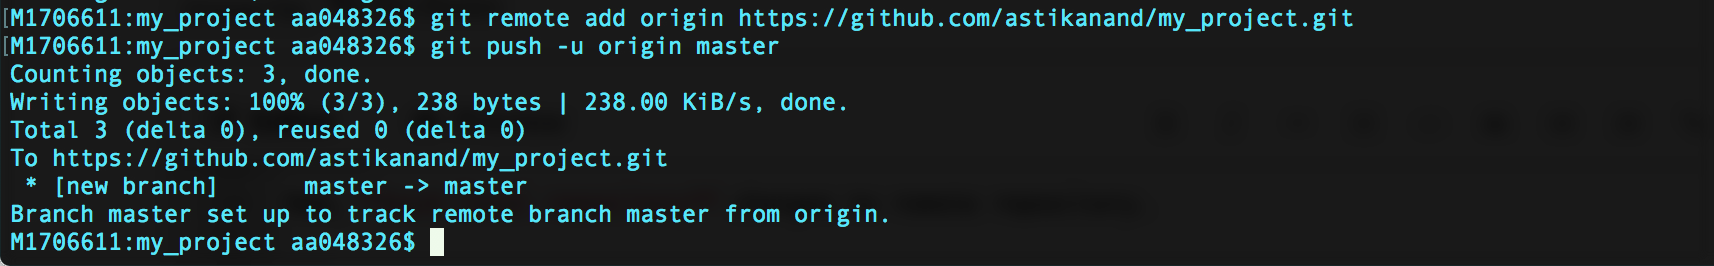 [M1706611:my_project aa048326$ git remote add origin https://github.com/astikanand/my_project.git
[M1706611:my_project aa048326$ git push -u origin master
Counting objects: 3, done.
Writing objects: 100% (3/3), 238 bytes | 238.00 KiB/s, done.
Total 3 (delta 0), reused 0 (delta 0)
To https://github.com/astikanand/my_project.git
 * [new branch]      master -> master
Branch master set up to track remote branch master from origin.
M1706611:my_project aa048326$